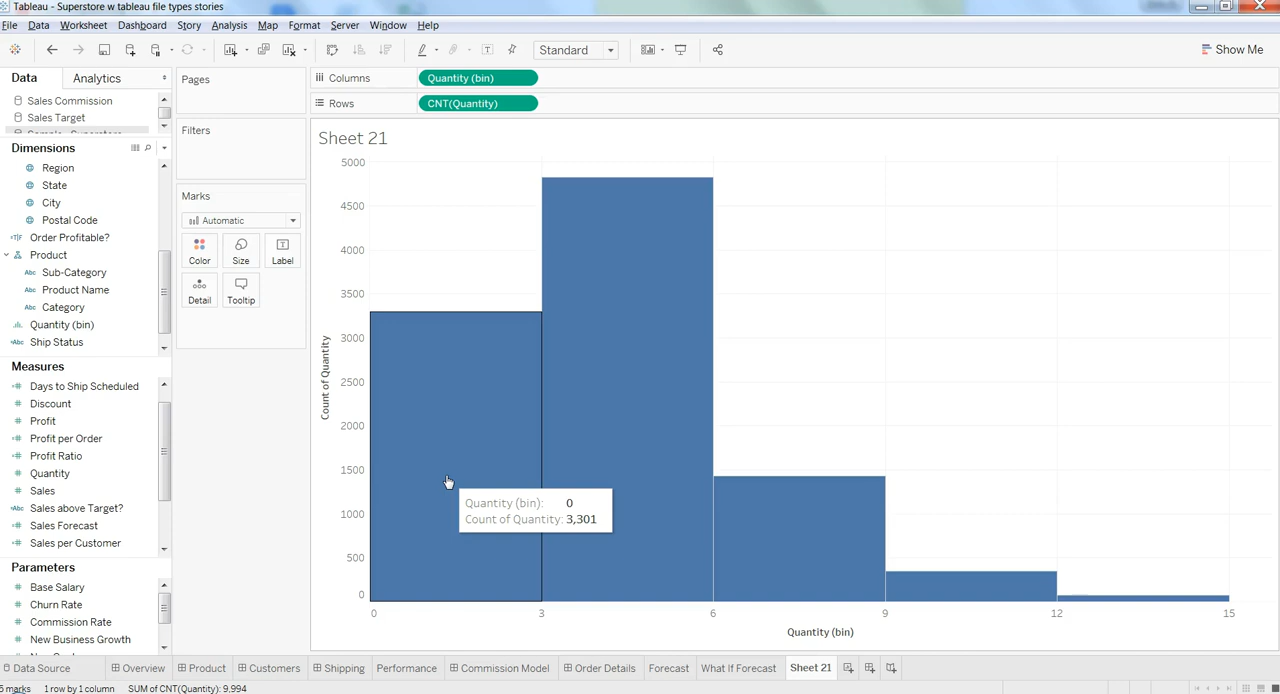 Tableau - Superstore w tableau file types stories
File Data Worksheet Dashboard Story Analysis Map Format Server Window Help
Standard
Show Me
Data Analytics
Sales Commission
Sales Target
Sample - Superstore
Dimensions
Region
State
City
Postal Code
Order Profitable?
Product
Abc Sub-Category
Abc Product Name
Abc Category
Quantity (bin)
Abc Ship Status
Measures
Days to Ship Scheduled
Discount
Profit
Profit per Order
Profit Ratio
Quantity
Sales
Abc Sales above Target?
Sales Forecast
Sales per Customer
Parameters
Base Salary
Churn Rate
Commission Rate
New Business Growth
Pages
Filters
Marks
Automatic
Color Size Label
Detail Tooltip
Columns Quantity (bin)
Rows CNT(Quantity)
Sheet 21
5000
4500
4000
3500
3000
2500
2000
1500
1000
500
0
Count of Quantity
Quantity (bin): 0
Count of Quantity: 3,301
0 3 6 9 12 15
Quantity (bin)
Data Source Overview Product Customers Shipping Performance Commission Model Order Details Forecast What If Forecast Sheet 21
5 marks 1 row by 1 column SUM of CNT(Quantity): 9,994